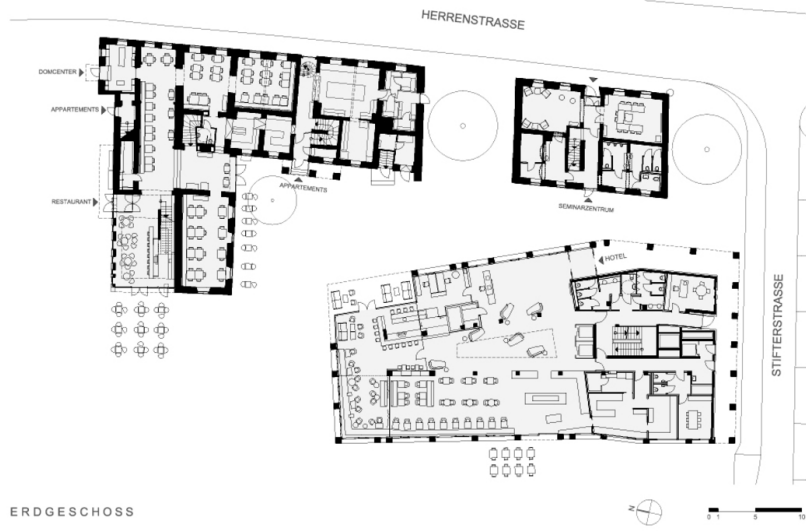 HERRENSTRASSE
DOMCENTER
APPARTEMENTS
RESTAURANT
APPARTEMENTS
SEMINARZENTRUM
HOTEL
STIFTERSTRASSE
ERDGESCHOSS
N
0 1 5 10